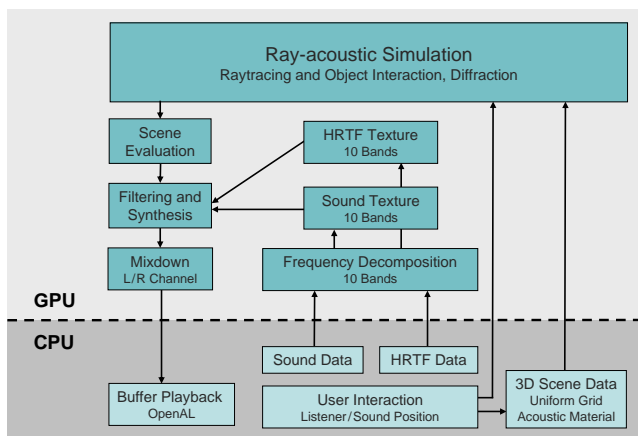 Ray-acoustic Simulation
Raytracing and Object Interaction, Diffraction
Scene
Evaluation
HRTF Texture
10 Bands
Filtering and
Synthesis
Sound Texture
10 Bands
Mixdown
L/R Channel
Frequency Decomposition
10 Bands
GPU
CPU
Sound Data
HRTF Data
Buffer Playback
OpenAL
User Interaction
Listener/Sound Position
3D Scene Data
Uniform Grid
Acoustic Material